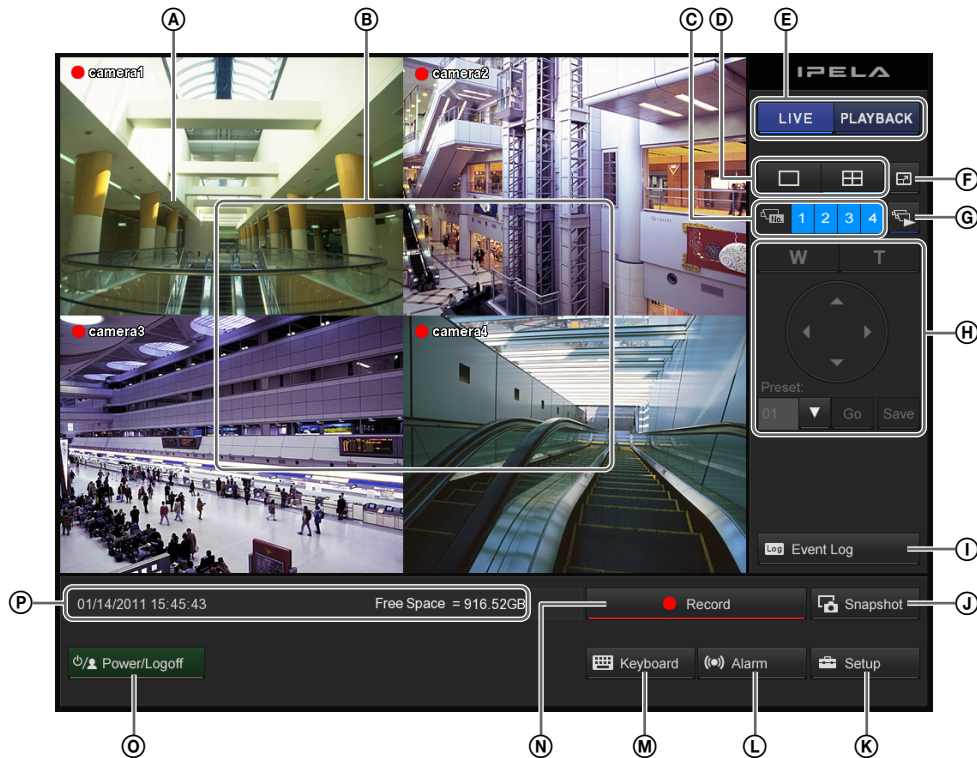 A B C D E
camera1 camera2 IPELA
LIVE PLAYBACK
F
No. 1 2 3 4 G
W T
camera3 camera4 H
Preset:
01 Go Save
Log Event Log I
P 01/14/2011 15:45:43 Free Space = 916.52GB Record Snapshot J
Power/Logoff Keyboard Alarm Setup
O N M L K